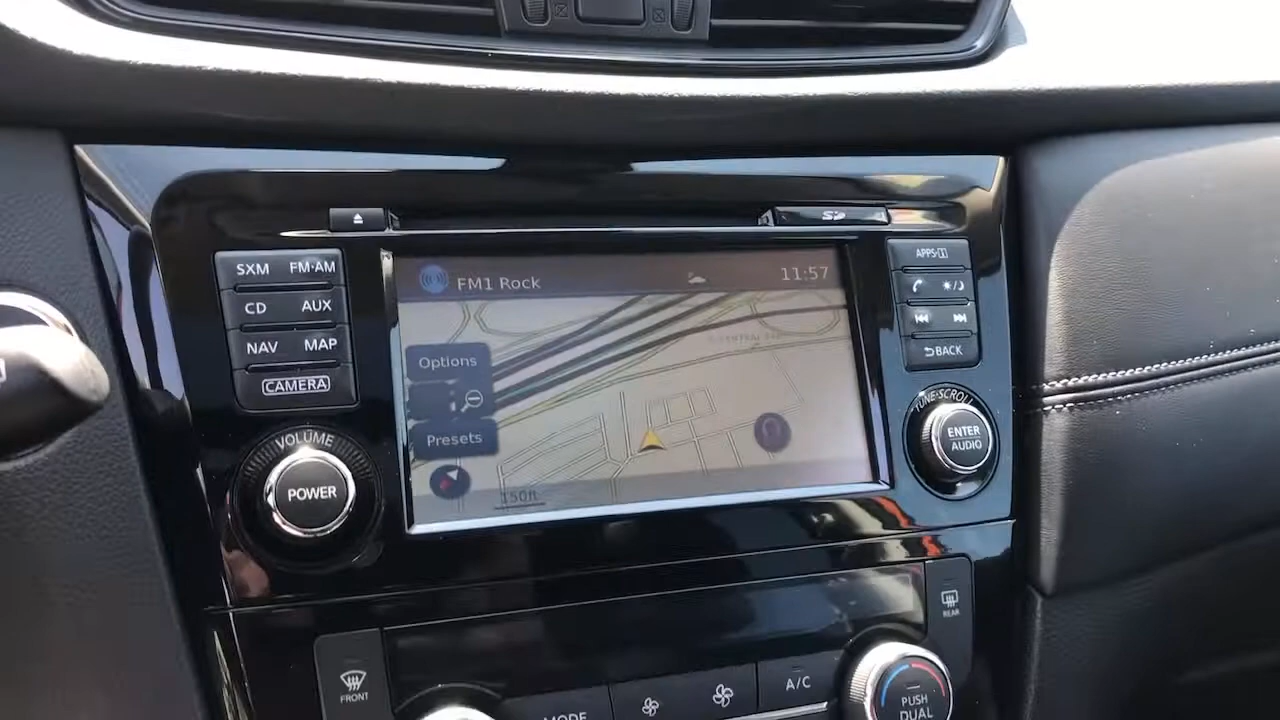 SD
SXM FM·AM
CD AUX
NAV MAP
CAMERA
VOLUME
POWER
FM1 Rock
11:57
Options
Presets
150ft
APPS·i
BACK
TUNE·SCROLL
ENTER
AUDIO
REAR
FRONT
MODE
A/C
PUSH
DUAL